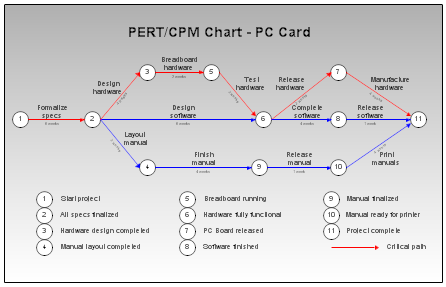 PERT/CPM Chart - PC Card
Breadboard
hardware
3
5
7
Design
hardware
Test
hardware
Release
hardware
Manufacture
hardware
Formalize
specs
Design
software
Complete
software
Release
software
1
2
6
8
11
Layout
manual
Finish
manual
Release
manual
Print
manuals
4
9
10
1 Start project
5 Breadboard running
9 Manual finalized
2 All specs finalized
6 Hardware fully functional
10 Manual ready for printer
3 Hardware design completed
7 PC Board released
11 Project complete
4 Manual layout completed
8 Software finished
Critical path